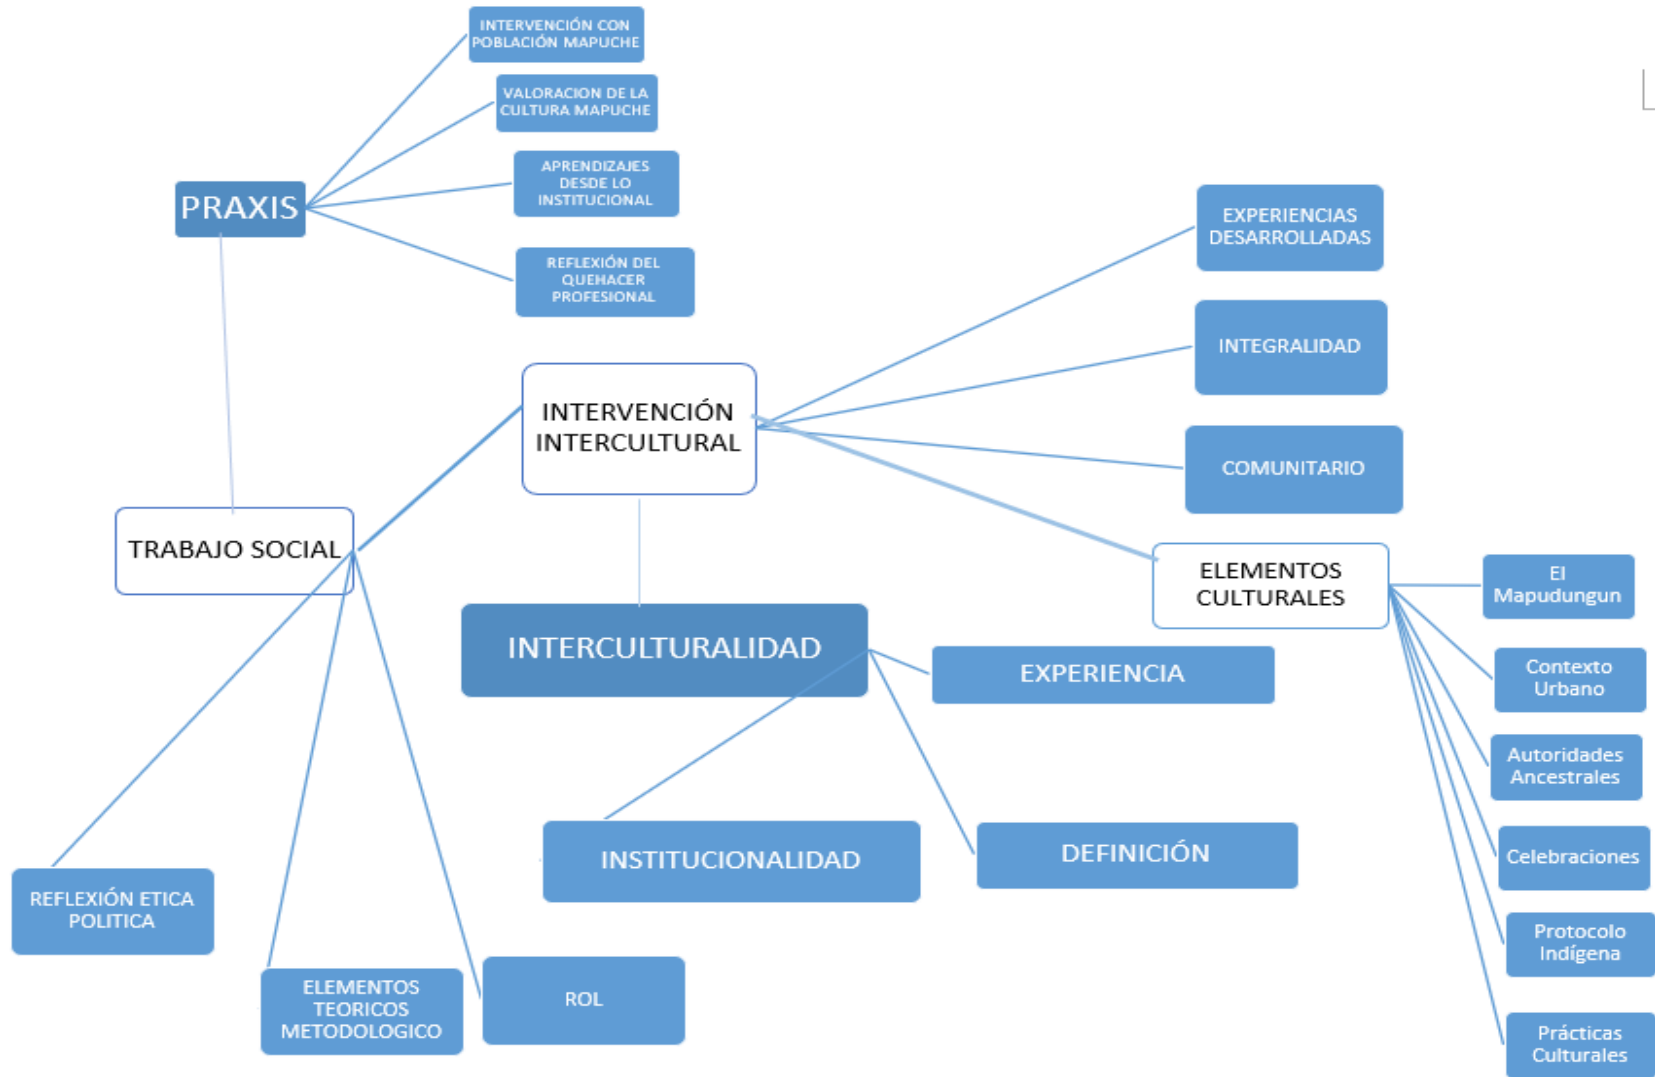 INTERVENCIÓN CON
POBLACIÓN MAPUCHE
VALORACION DE LA
CULTURA MAPUCHE
APRENDIZAJES
DESDE LO
INSTITUCIONAL
PRAXIS
REFLEXIÓN DEL
QUEHACER
PROFESIONAL
EXPERIENCIAS
DESARROLLADAS
INTEGRALIDAD
INTERVENCIÓN
INTERCULTURAL
COMUNITARIO
TRABAJO SOCIAL
ELEMENTOS
CULTURALES
El
Mapudungun
INTERCULTURALIDAD
EXPERIENCIA
Contexto
Urbano
Autoridades
Ancestrales
INSTITUCIONALIDAD
DEFINICIÓN
Celebraciones
REFLEXIÓN ETICA
POLITICA
Protocolo
Indígena
ELEMENTOS
TEORICOS
METODOLOGICO
ROL
Prácticas
Culturales